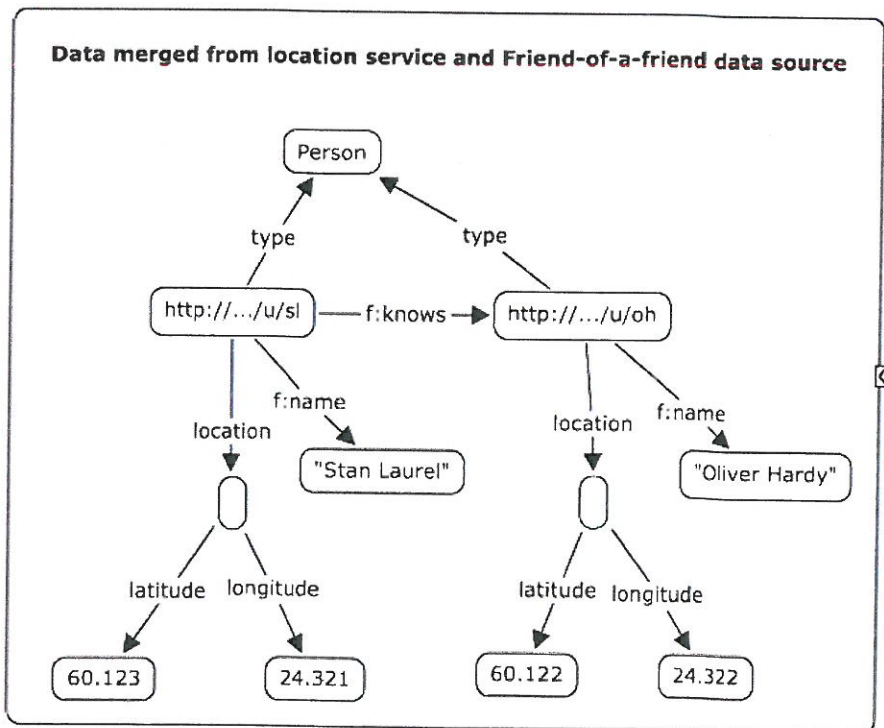 Data merged from location service and Friend-of-a-friend data source
Person
type
type
http://.../u/sl
f:knows
http://.../u/oh
f:name
f:name
location
location
"Stan Laurel"
"Oliver Hardy"
latitude
longitude
latitude
longitude
60.123
24.321
60.122
24.322